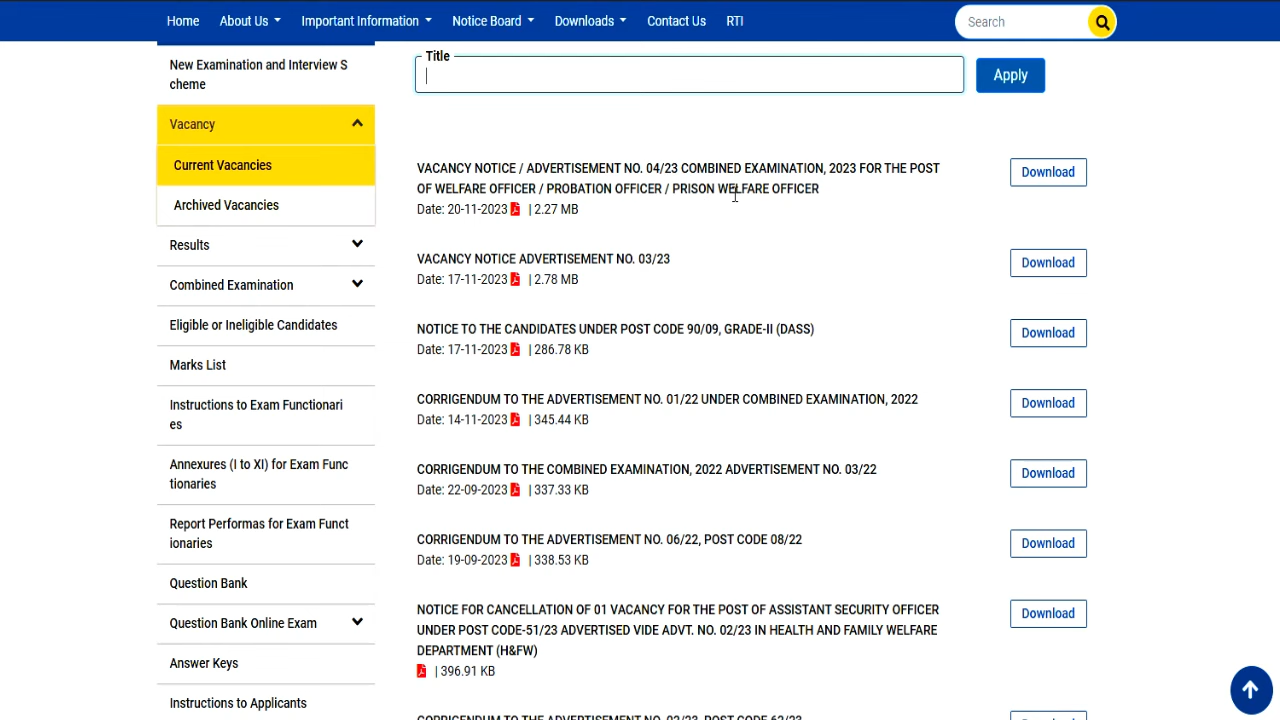 Home About Us Important Information Notice Board Downloads Contact Us RTI Search
Title
Apply
New Examination and Interview S
cheme
Vacancy
Current Vacancies
Archived Vacancies
Results
Combined Examination
Eligible or Ineligible Candidates
Marks List
Instructions to Exam Functionari
es
Annexures (I to XI) for Exam Func
tionaries
Report Performas for Exam Funct
ionaries
Question Bank
Question Bank Online Exam
Answer Keys
Instructions to Applicants
VACANCY NOTICE / ADVERTISEMENT NO. 04/23 COMBINED EXAMINATION, 2023 FOR THE POST
OF WELFARE OFFICER / PROBATION OFFICER / PRISON WELFARE OFFICER
Date: 20-11-2023 | 2.27 MB
Download
VACANCY NOTICE ADVERTISEMENT NO. 03/23
Date: 17-11-2023 | 2.78 MB
Download
NOTICE TO THE CANDIDATES UNDER POST CODE 90/09, GRADE-II (DASS)
Date: 17-11-2023 | 286.78 KB
Download
CORRIGENDUM TO THE ADVERTISEMENT NO. 01/22 UNDER COMBINED EXAMINATION, 2022
Date: 14-11-2023 | 345.44 KB
Download
CORRIGENDUM TO THE COMBINED EXAMINATION, 2022 ADVERTISEMENT NO. 03/22
Date: 22-09-2023 | 337.33 KB
Download
CORRIGENDUM TO THE ADVERTISEMENT NO. 06/22, POST CODE 08/22
Date: 19-09-2023 | 338.53 KB
Download
NOTICE FOR CANCELLATION OF 01 VACANCY FOR THE POST OF ASSISTANT SECURITY OFFICER
UNDER POST CODE-51/23 ADVERTISED VIDE ADVT. NO. 02/23 IN HEALTH AND FAMILY WELFARE
DEPARTMENT (H&FW)
| 396.91 KB
Download
CORRIGENDUM TO THE ADVERTISEMENT NO.